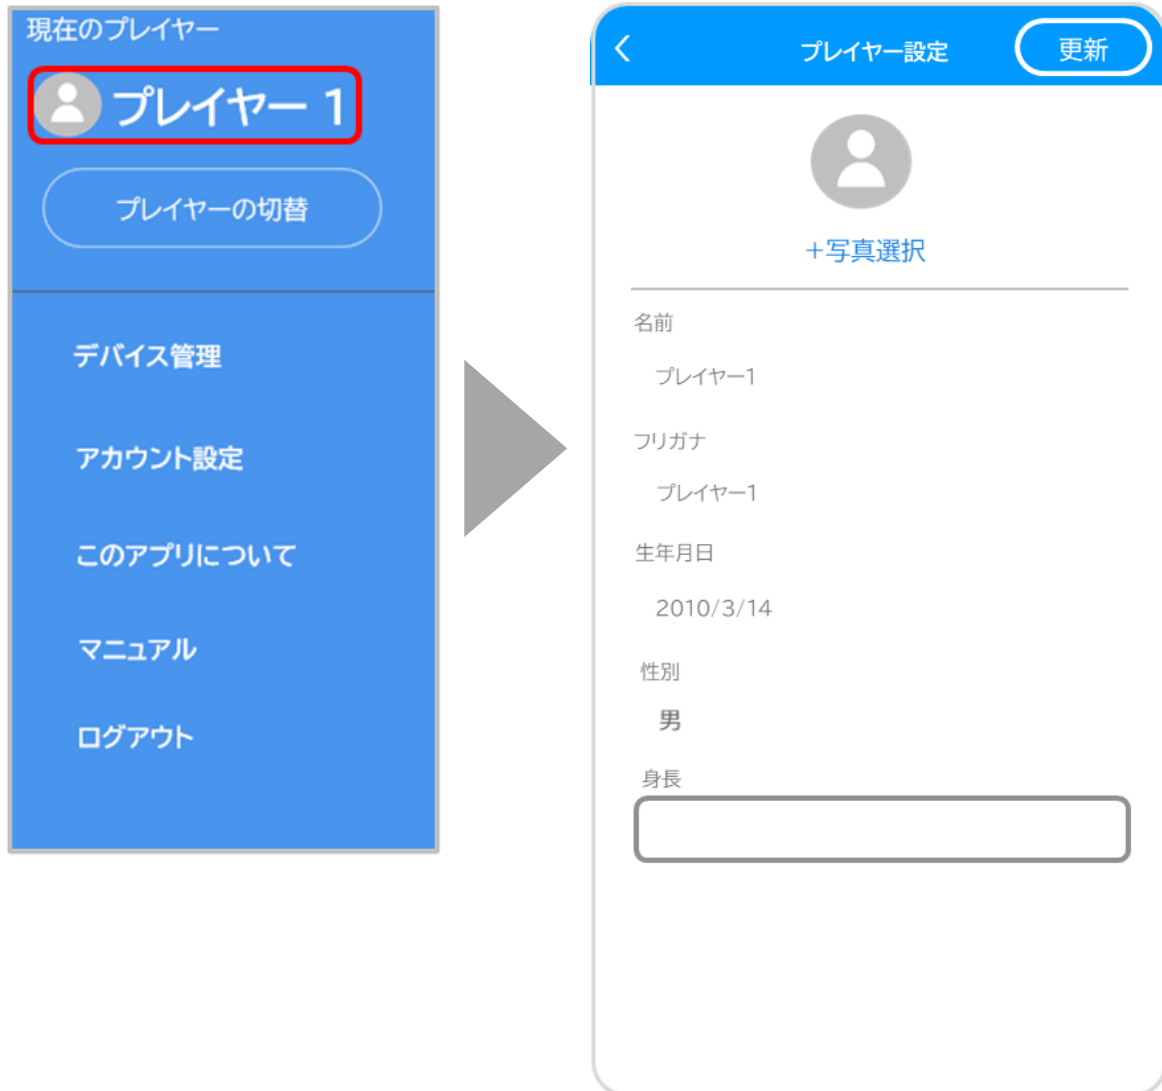 現在のプレイヤー
プレイヤー 1
プレイヤーの切替
デバイス管理
アカウント設定
このアプリについて
マニュアル
ログアウト
プレイヤー設定
更新
+写真選択
名前
プレイヤー1
フリガナ
プレイヤー1
生年月日
2010/3/14
性別
男
身長